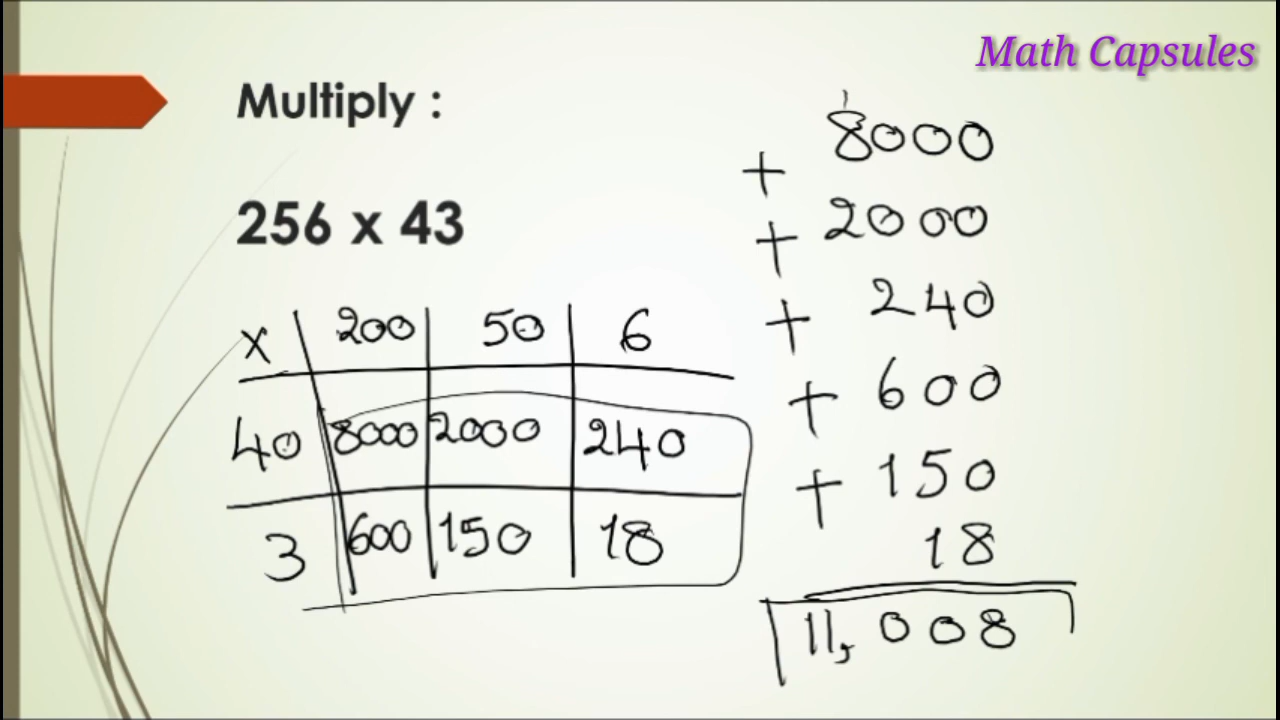 Math Capsules
Multiply :
256 x 43
x 200 50 6
40 8000 2000 240
3 600 150 18
1
8000
+ 2000
+ 240
+ 600
+ 150
+ 18
11,008